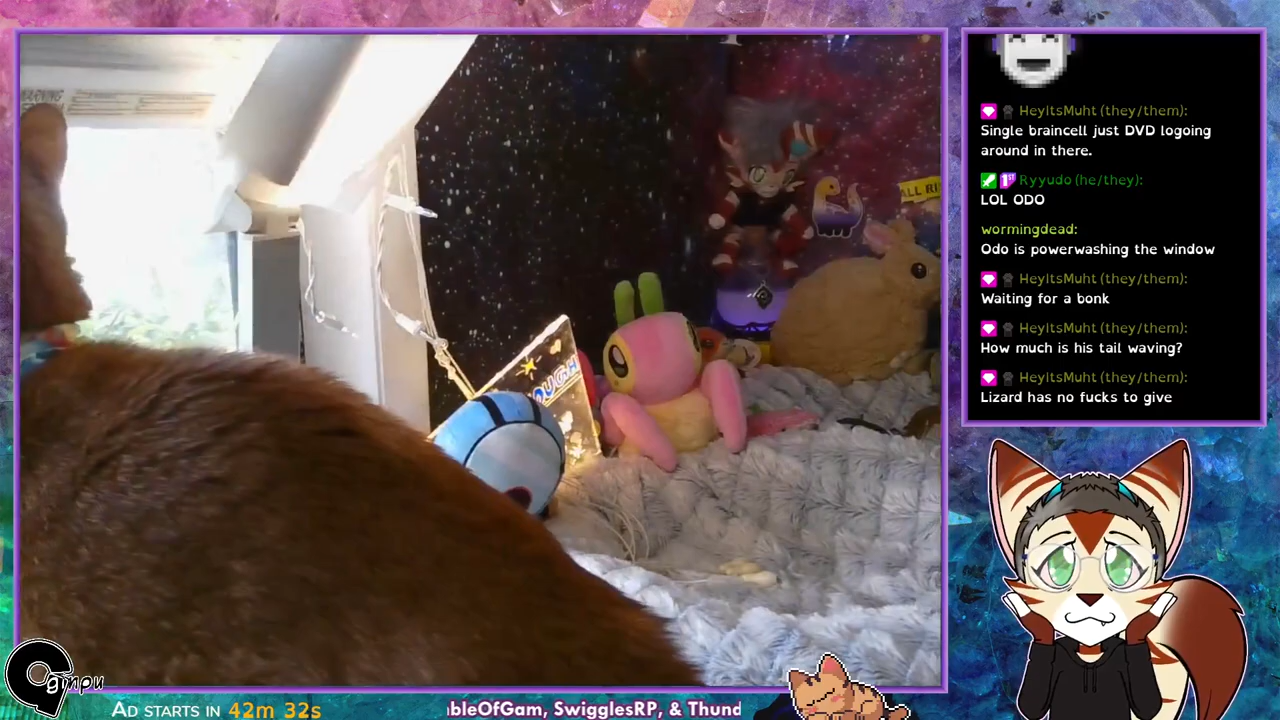 HeyItsMuht (they/them):
Single braincell just DVD logoing
around in there.
Ryyudo (he/they):
LOL ODO
wormingdead:
Odo is powerwashing the window
HeyItsMuht (they/them):
Waiting for a bonk
HeyItsMuht (they/them):
How much is his tail waving?
HeyItsMuht (they/them):
Lizard has no fucks to give
1ST
ginpu
AD STARTS IN 42m 32s
bleOfGam, SwigglesRP, & Thund